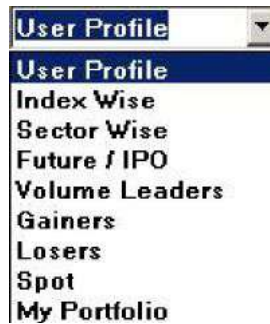 User Profile
User Profile
Index Wise
Sector Wise
Future / IPO
Volume Leaders
Gainers
Losers
Spot
My Portfolio